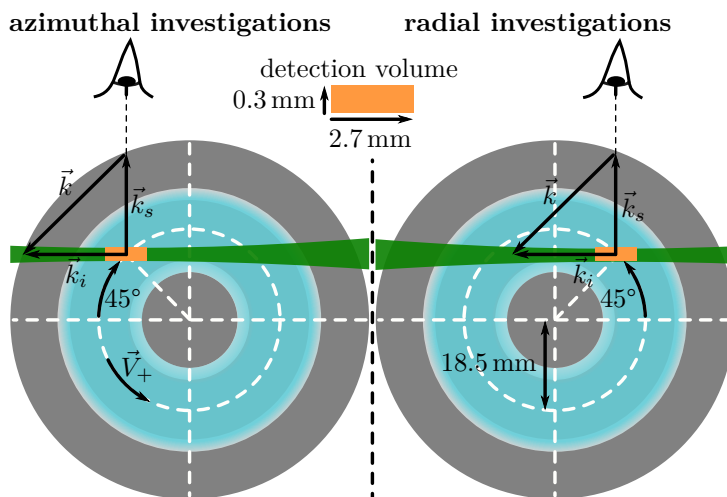 azimuthal investigations
radial investigations
detection volume
0.3 mm
2.7 mm
k⃗
k⃗
k⃗ₛ
k⃗ₛ
k⃗ᵢ
k⃗ᵢ
45°
45°
V⃗₊
18.5 mm